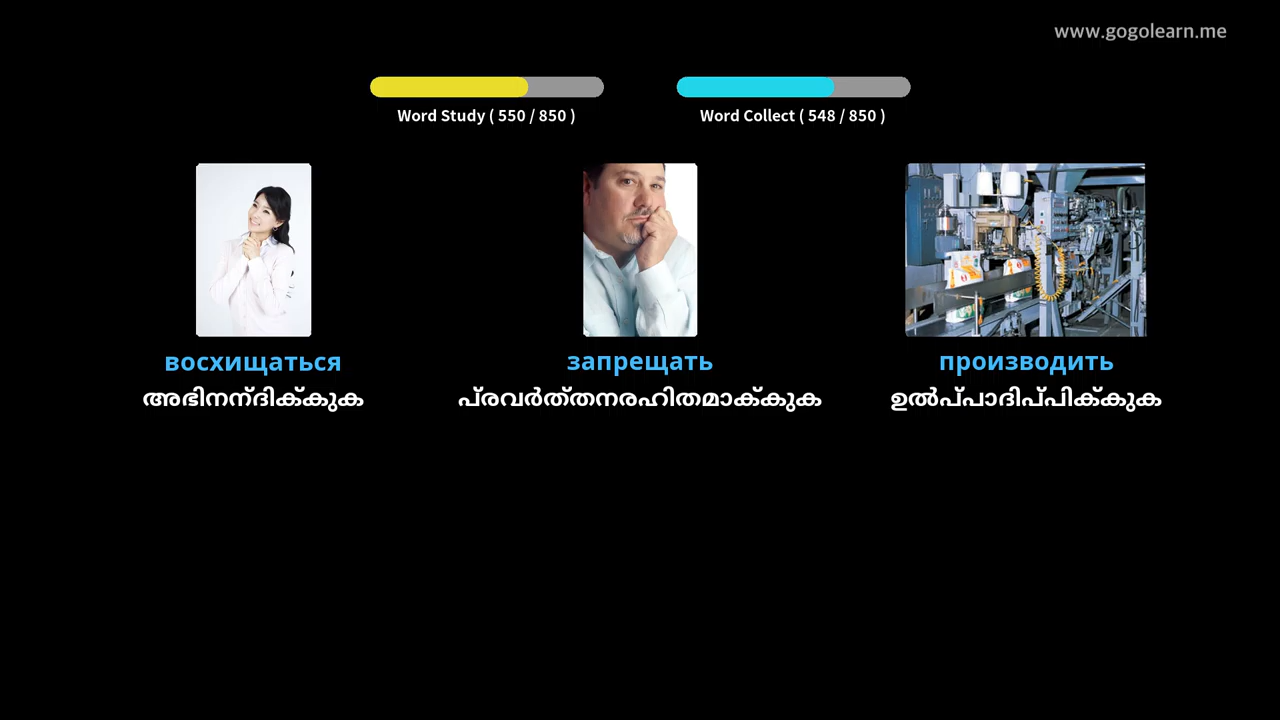 www.gogolearn.me
Word Study ( 550 / 850 )
Word Collect ( 548 / 850 )
восхищаться
запрещать
производить
അഭിനന്ദിക്കുക
പ്രവർത്തനരഹിതമാക്കുക
ഉൽപ്പാദിപ്പിക്കുക